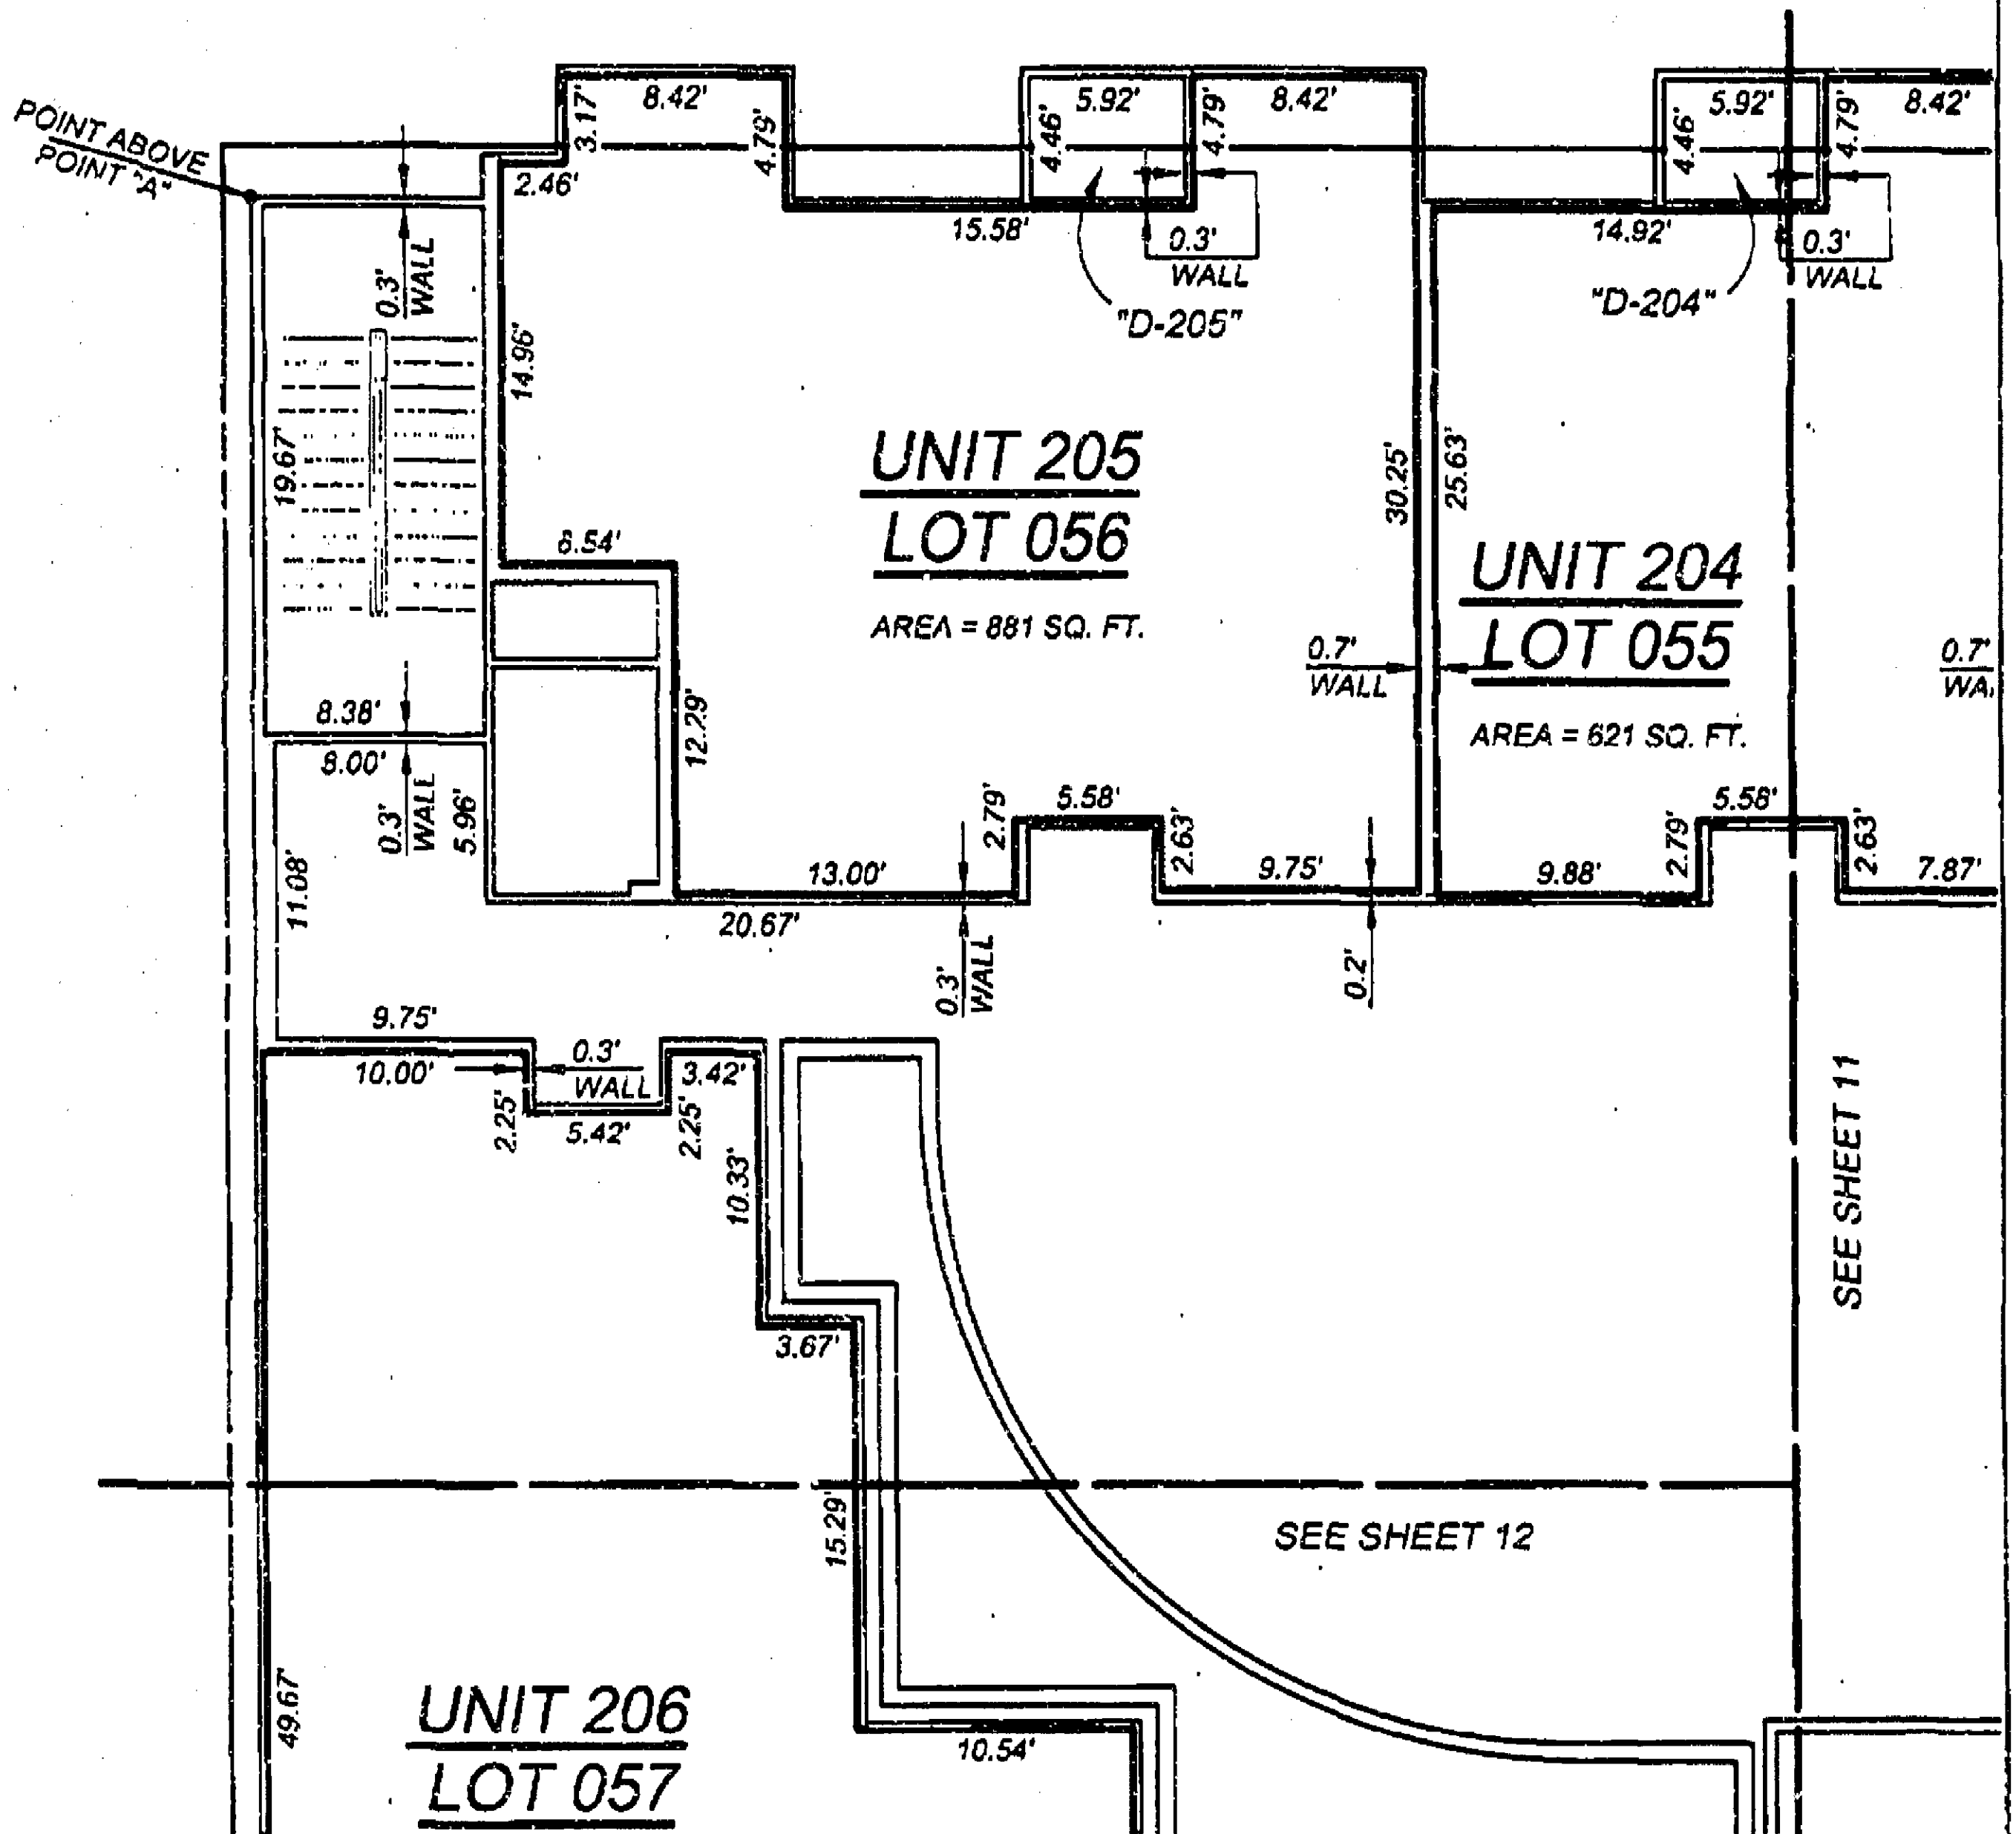 POINT ABOVE
POINT "A"
8.42'
3.17'
4.79'
2.46'
5.92'
4.46'
4.79'
8.42'
5.92'
4.46'
4.79'
8.42'
15.58'
0.3'
WALL
"D-205"
14.92'
0.3'
WALL
"D-204"
0.3'
WALL
14.96'
19.67'
UNIT 205
LOT 056
AREA = 881 SQ. FT.
30.25'
25.63'
UNIT 204
LOT 055
AREA = 621 SQ. FT.
6.54'
12.29'
0.7'
WALL
0.7'
8.38'
8.00'
0.3'
WALL
5.96'
11.08'
13.00'
20.67'
2.79'
5.58'
2.63'
9.75'
9.88'
2.79'
5.58'
2.63'
7.87'
0.3'
WALL
0.2'
9.75'
10.00'
0.3'
WALL
3.42'
2.25'
5.42'
2.25'
10.33'
3.67'
15.29'
10.54'
SEE SHEET 11
SEE SHEET 12
49.67'
UNIT 206
LOT 057